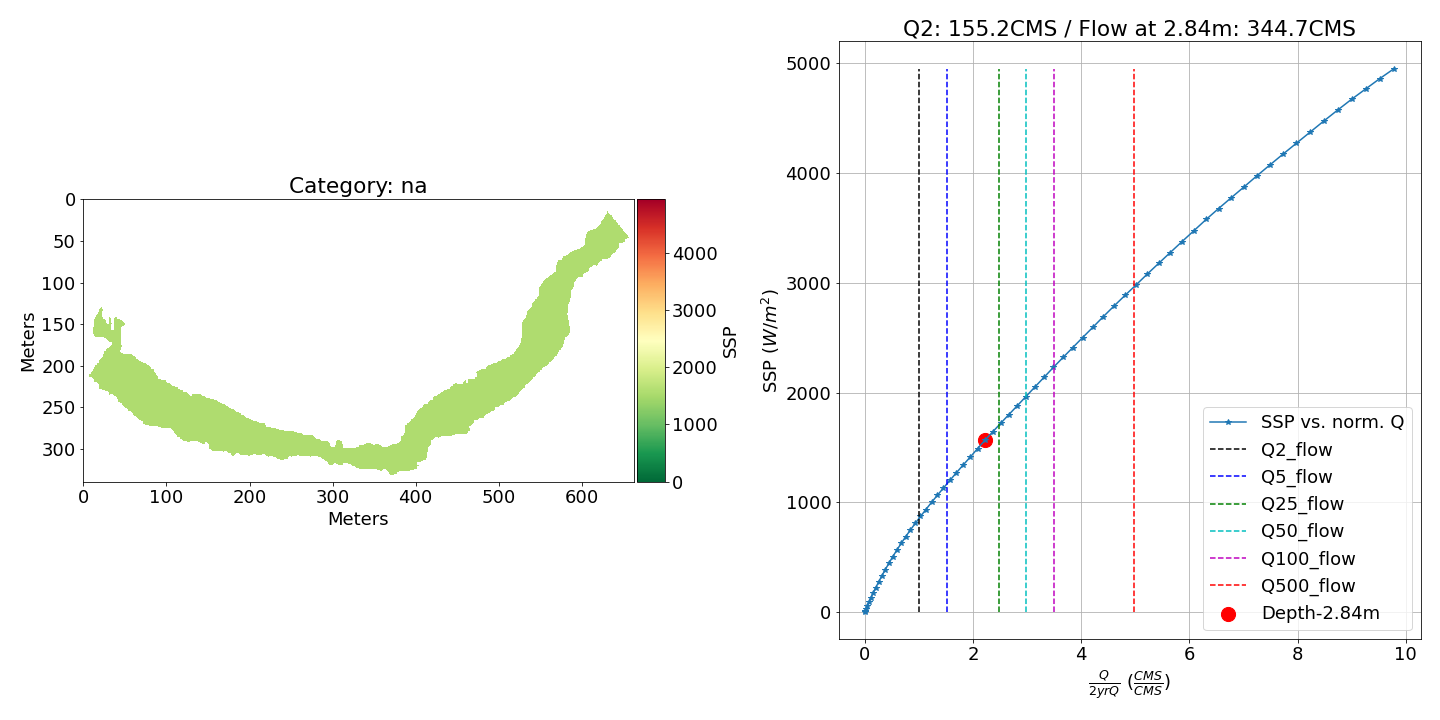 Category: na
0
50
100
150
200
250
300
Meters
0
100
200
300
400
500
600
Meters
4000
3000
2000
1000
0
SSP
Q2: 155.2CMS / Flow at 2.84m: 344.7CMS
5000
4000
3000
2000
1000
0
SSP (W/m²)
0
2
4
6
8
10
Q/2yrQ (CMS/CMS)
SSP vs. norm. Q
Q2_flow
Q5_flow
Q25_flow
Q50_flow
Q100_flow
Q500_flow
Depth-2.84m